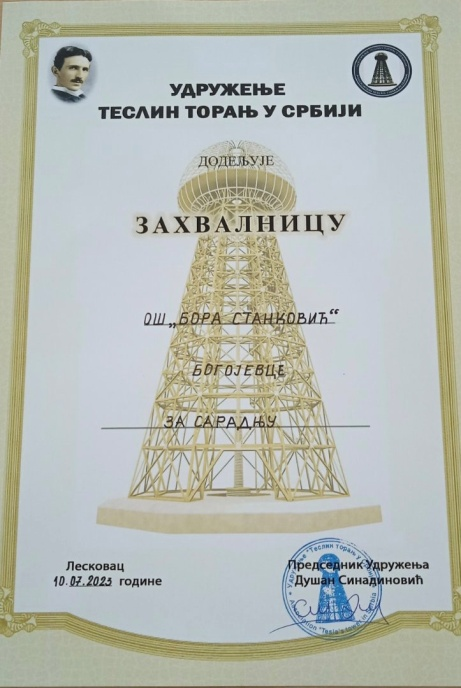 УДРУЖЕЊЕ
ТЕСЛИН ТОРАЊ У СРБИЈИ
ДОДЕЉУЈЕ
ЗАХВАЛНИЦУ
ОШ „БОРА СТАНКОВИЋ“
БОГОЈЕВЦЕ
ЗА САРАДЊУ
Лесковац
10.07.2023 године
Председник Удружења
Душан Синадиновић